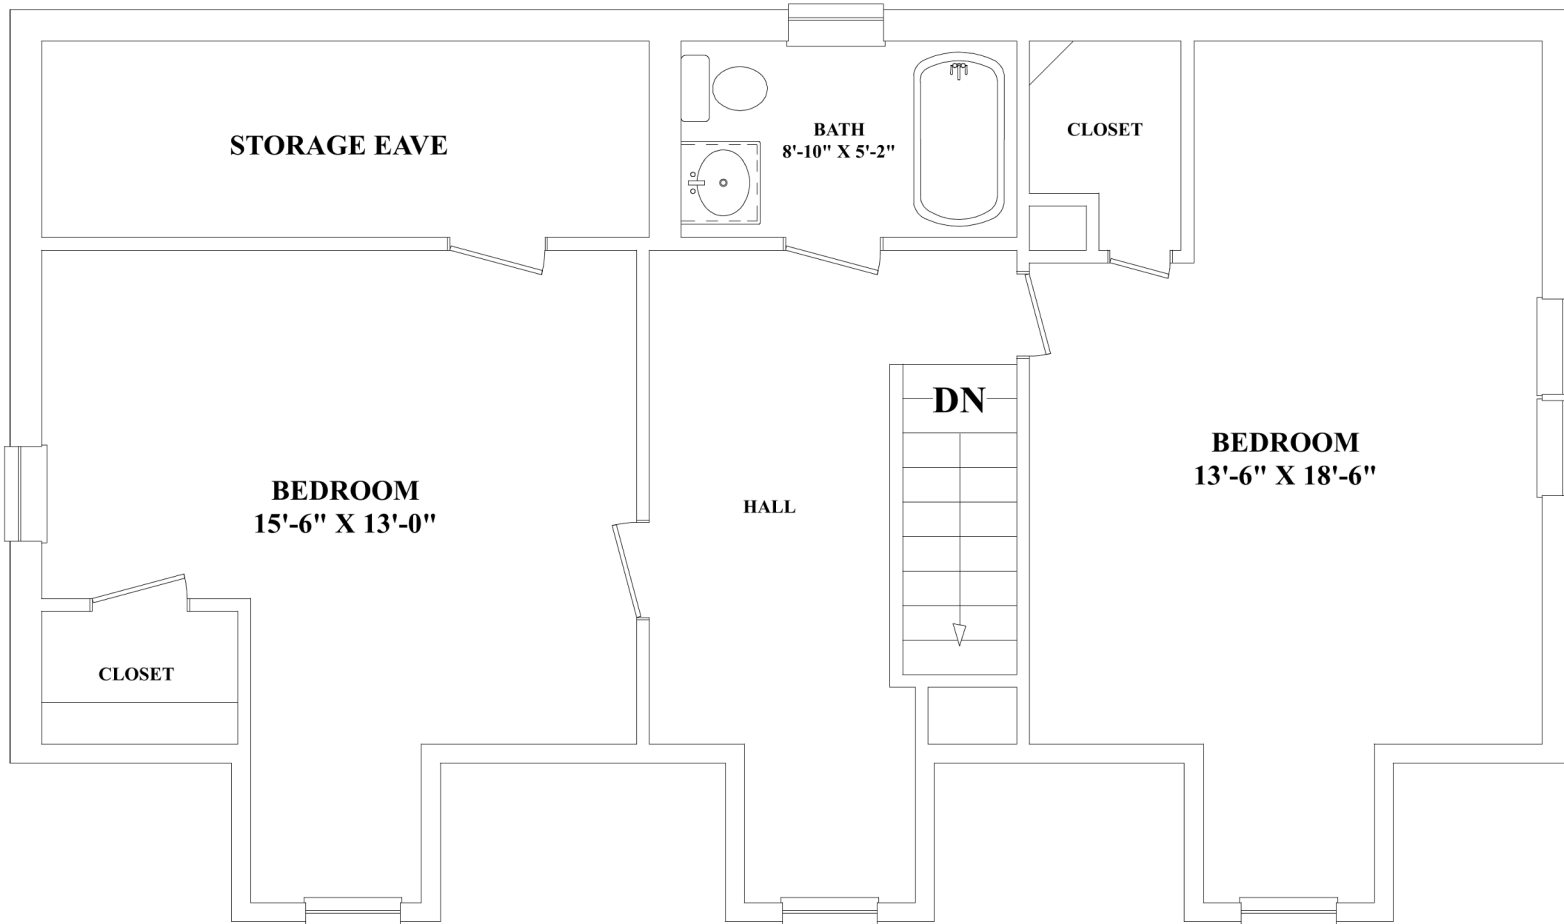 STORAGE EAVE
BATH
8'-10" X 5'-2"
CLOSET
DN
BEDROOM
13'-6" X 18'-6"
BEDROOM
15'-6" X 13'-0"
HALL
CLOSET